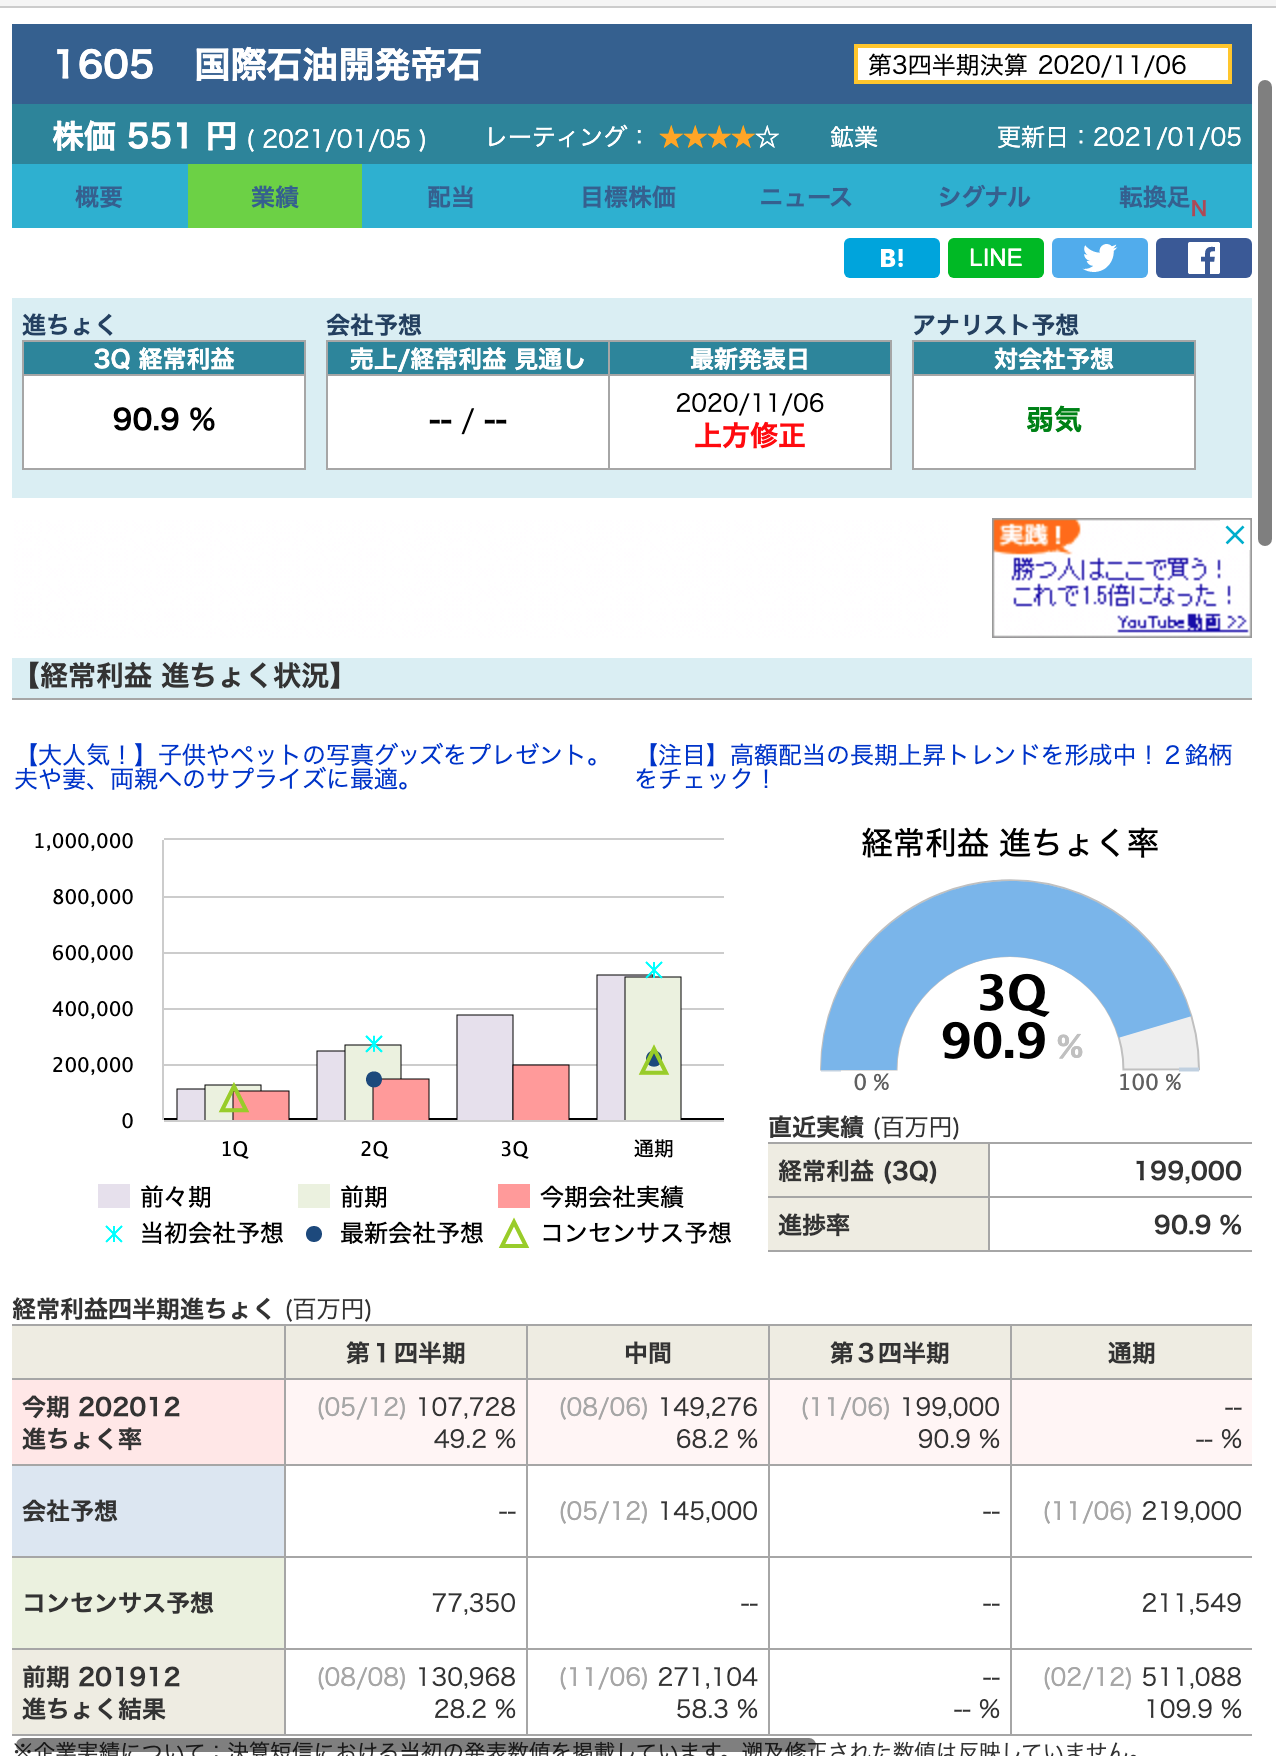 1605　国際石油開発帝石
第3四半期決算 2020/11/06
株価 551 円 ( 2021/01/05 )
レーティング： ★★★★☆
鉱業
更新日：2021/01/05
概要 業績 配当 目標株価 ニュース シグナル 転換足N
B! LINE
進ちょく 会社予想 アナリスト予想
3Q 経常利益 売上/経常利益 見通し 最新発表日 対会社予想
90.9 % -- / -- 2020/11/06 弱気
上方修正
実践！
勝つ人はここで買う！
これで1.5倍になった！
YouTube動画 >>
【経常利益 進ちょく状況】
【大人気！】子供やペットの写真グッズをプレゼント。
夫や妻、両親へのサプライズに最適。
【注目】高額配当の長期上昇トレンドを形成中！２銘柄
をチェック！
1,000,000
800,000
600,000
400,000
200,000
0
1Q 2Q 3Q 通期
前々期 前期 今期会社実績
当初会社予想 最新会社予想 コンセンサス予想
経常利益 進ちょく率
3Q
90.9 %
0 % 100 %
直近実績 (百万円)
経常利益 (3Q) 199,000
進捗率 90.9 %
経常利益四半期進ちょく (百万円)
第１四半期 中間 第３四半期 通期
今期 202012 (05/12) 107,728 (08/06) 149,276 (11/06) 199,000 --
進ちょく率 49.2 % 68.2 % 90.9 % -- %
会社予想 -- (05/12) 145,000 -- (11/06) 219,000
コンセンサス予想 77,350 -- -- 211,549
前期 201912 (08/08) 130,968 (11/06) 271,104 -- (02/12) 511,088
進ちょく結果 28.2 % 58.3 % -- % 109.9 %
※企業実績について：決算短信における当初の発表数値を掲載しています。遡及修正された数値は反映していません。